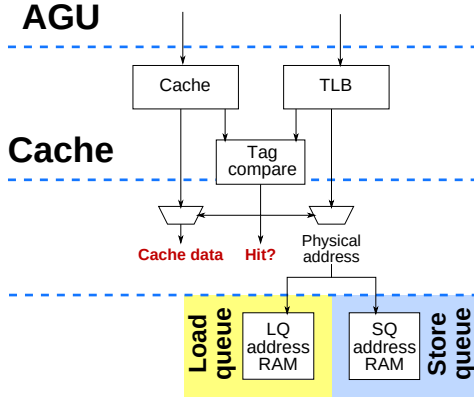 AGU
Cache
TLB
Cache
Tag
compare
Cache data
Hit?
Physical
address
Load
queue
LQ
address
RAM
SQ
address
RAM
Store
queue